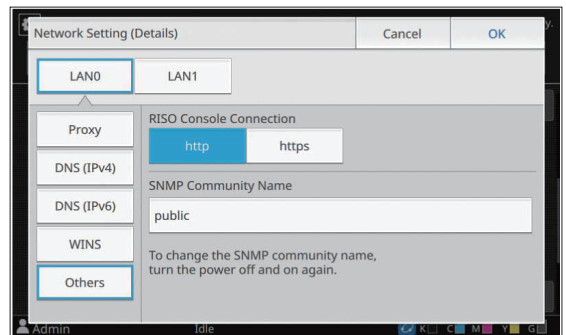 Network Setting (Details)
Cancel
OK
y.
LAN0
LAN1
Proxy
DNS (IPv4)
DNS (IPv6)
WINS
Others
RISO Console Connection
http
https
SNMP Community Name
public
To change the SNMP community name,
turn the power off and on again.
Admin
Idle
K
C
M
Y
G